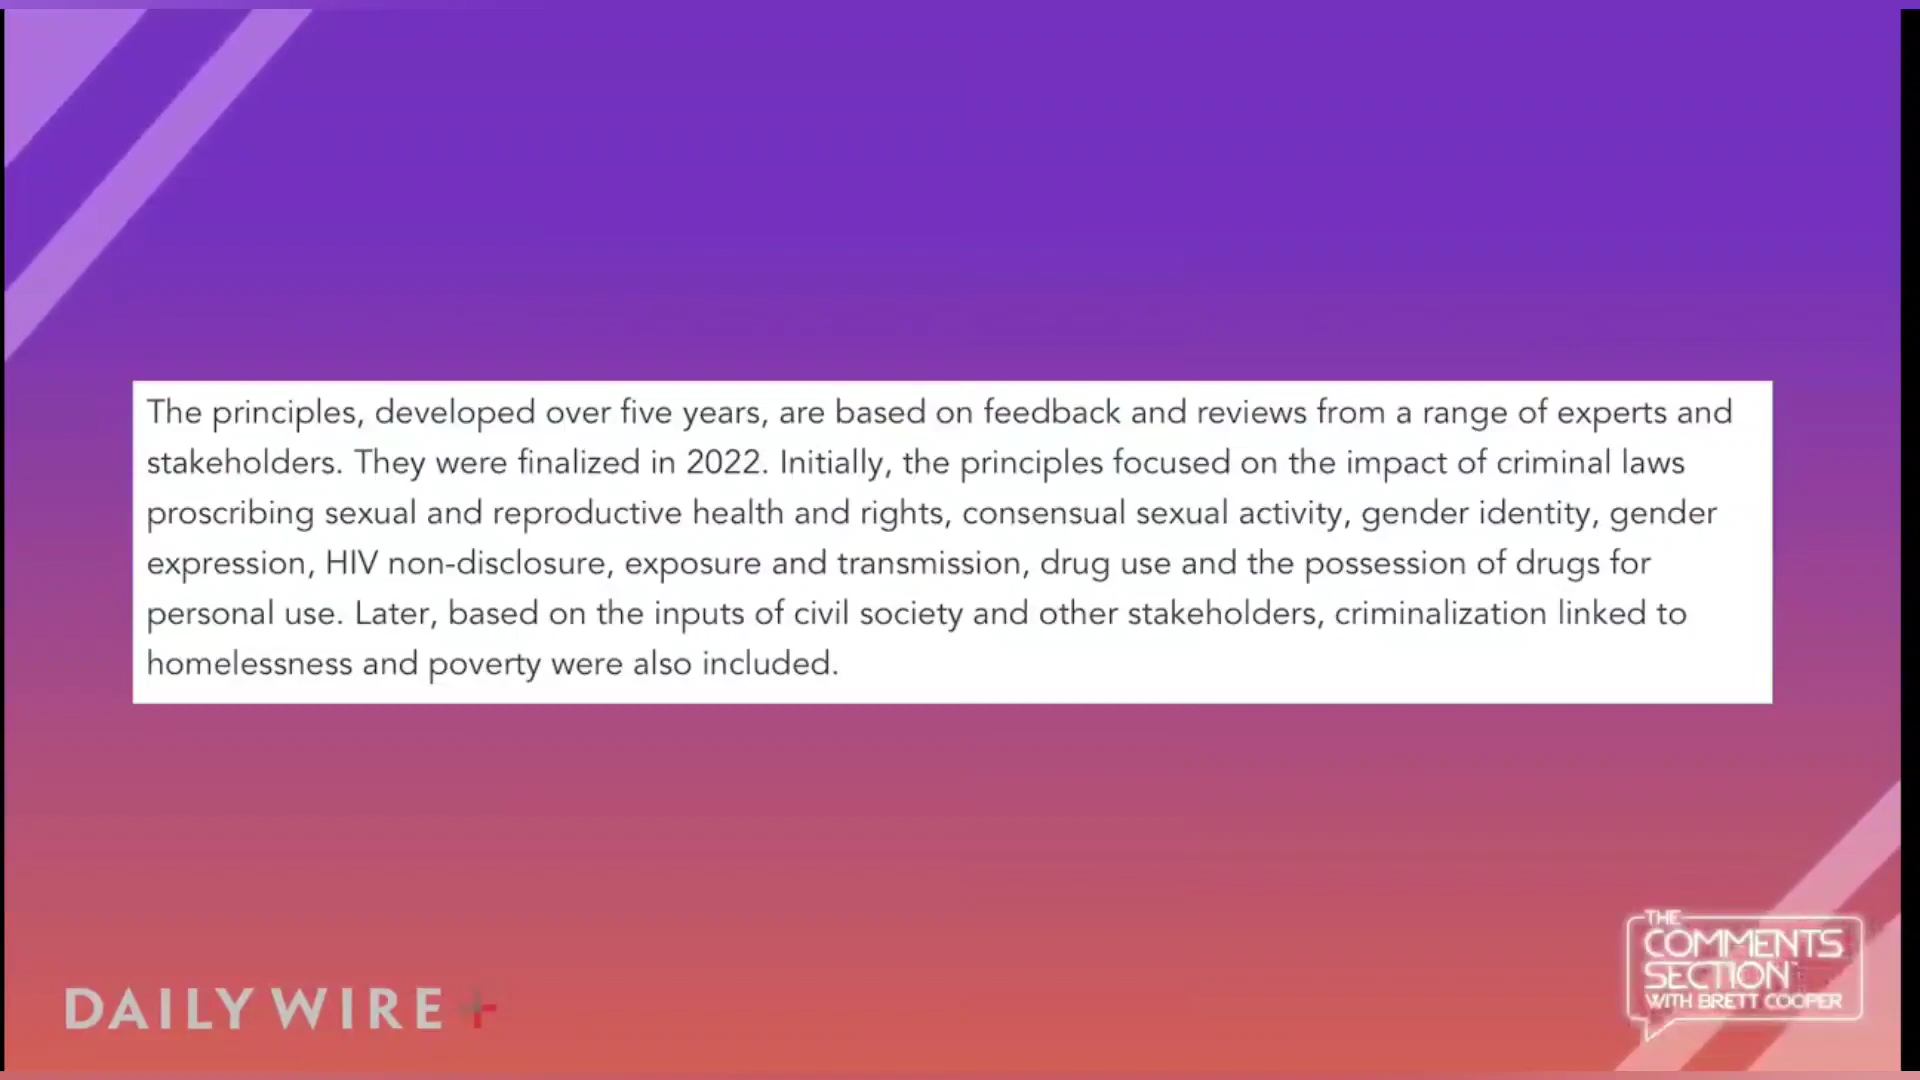 The principles, developed over five years, are based on feedback and reviews from a range of experts and
stakeholders. They were finalized in 2022. Initially, the principles focused on the impact of criminal laws
proscribing sexual and reproductive health and rights, consensual sexual activity, gender identity, gender
expression, HIV non-disclosure, exposure and transmission, drug use and the possession of drugs for
personal use. Later, based on the inputs of civil society and other stakeholders, criminalization linked to
homelessness and poverty were also included.
DAILY WIRE +
THE
COMMENTS
SECTION
WITH BRETT COOPER